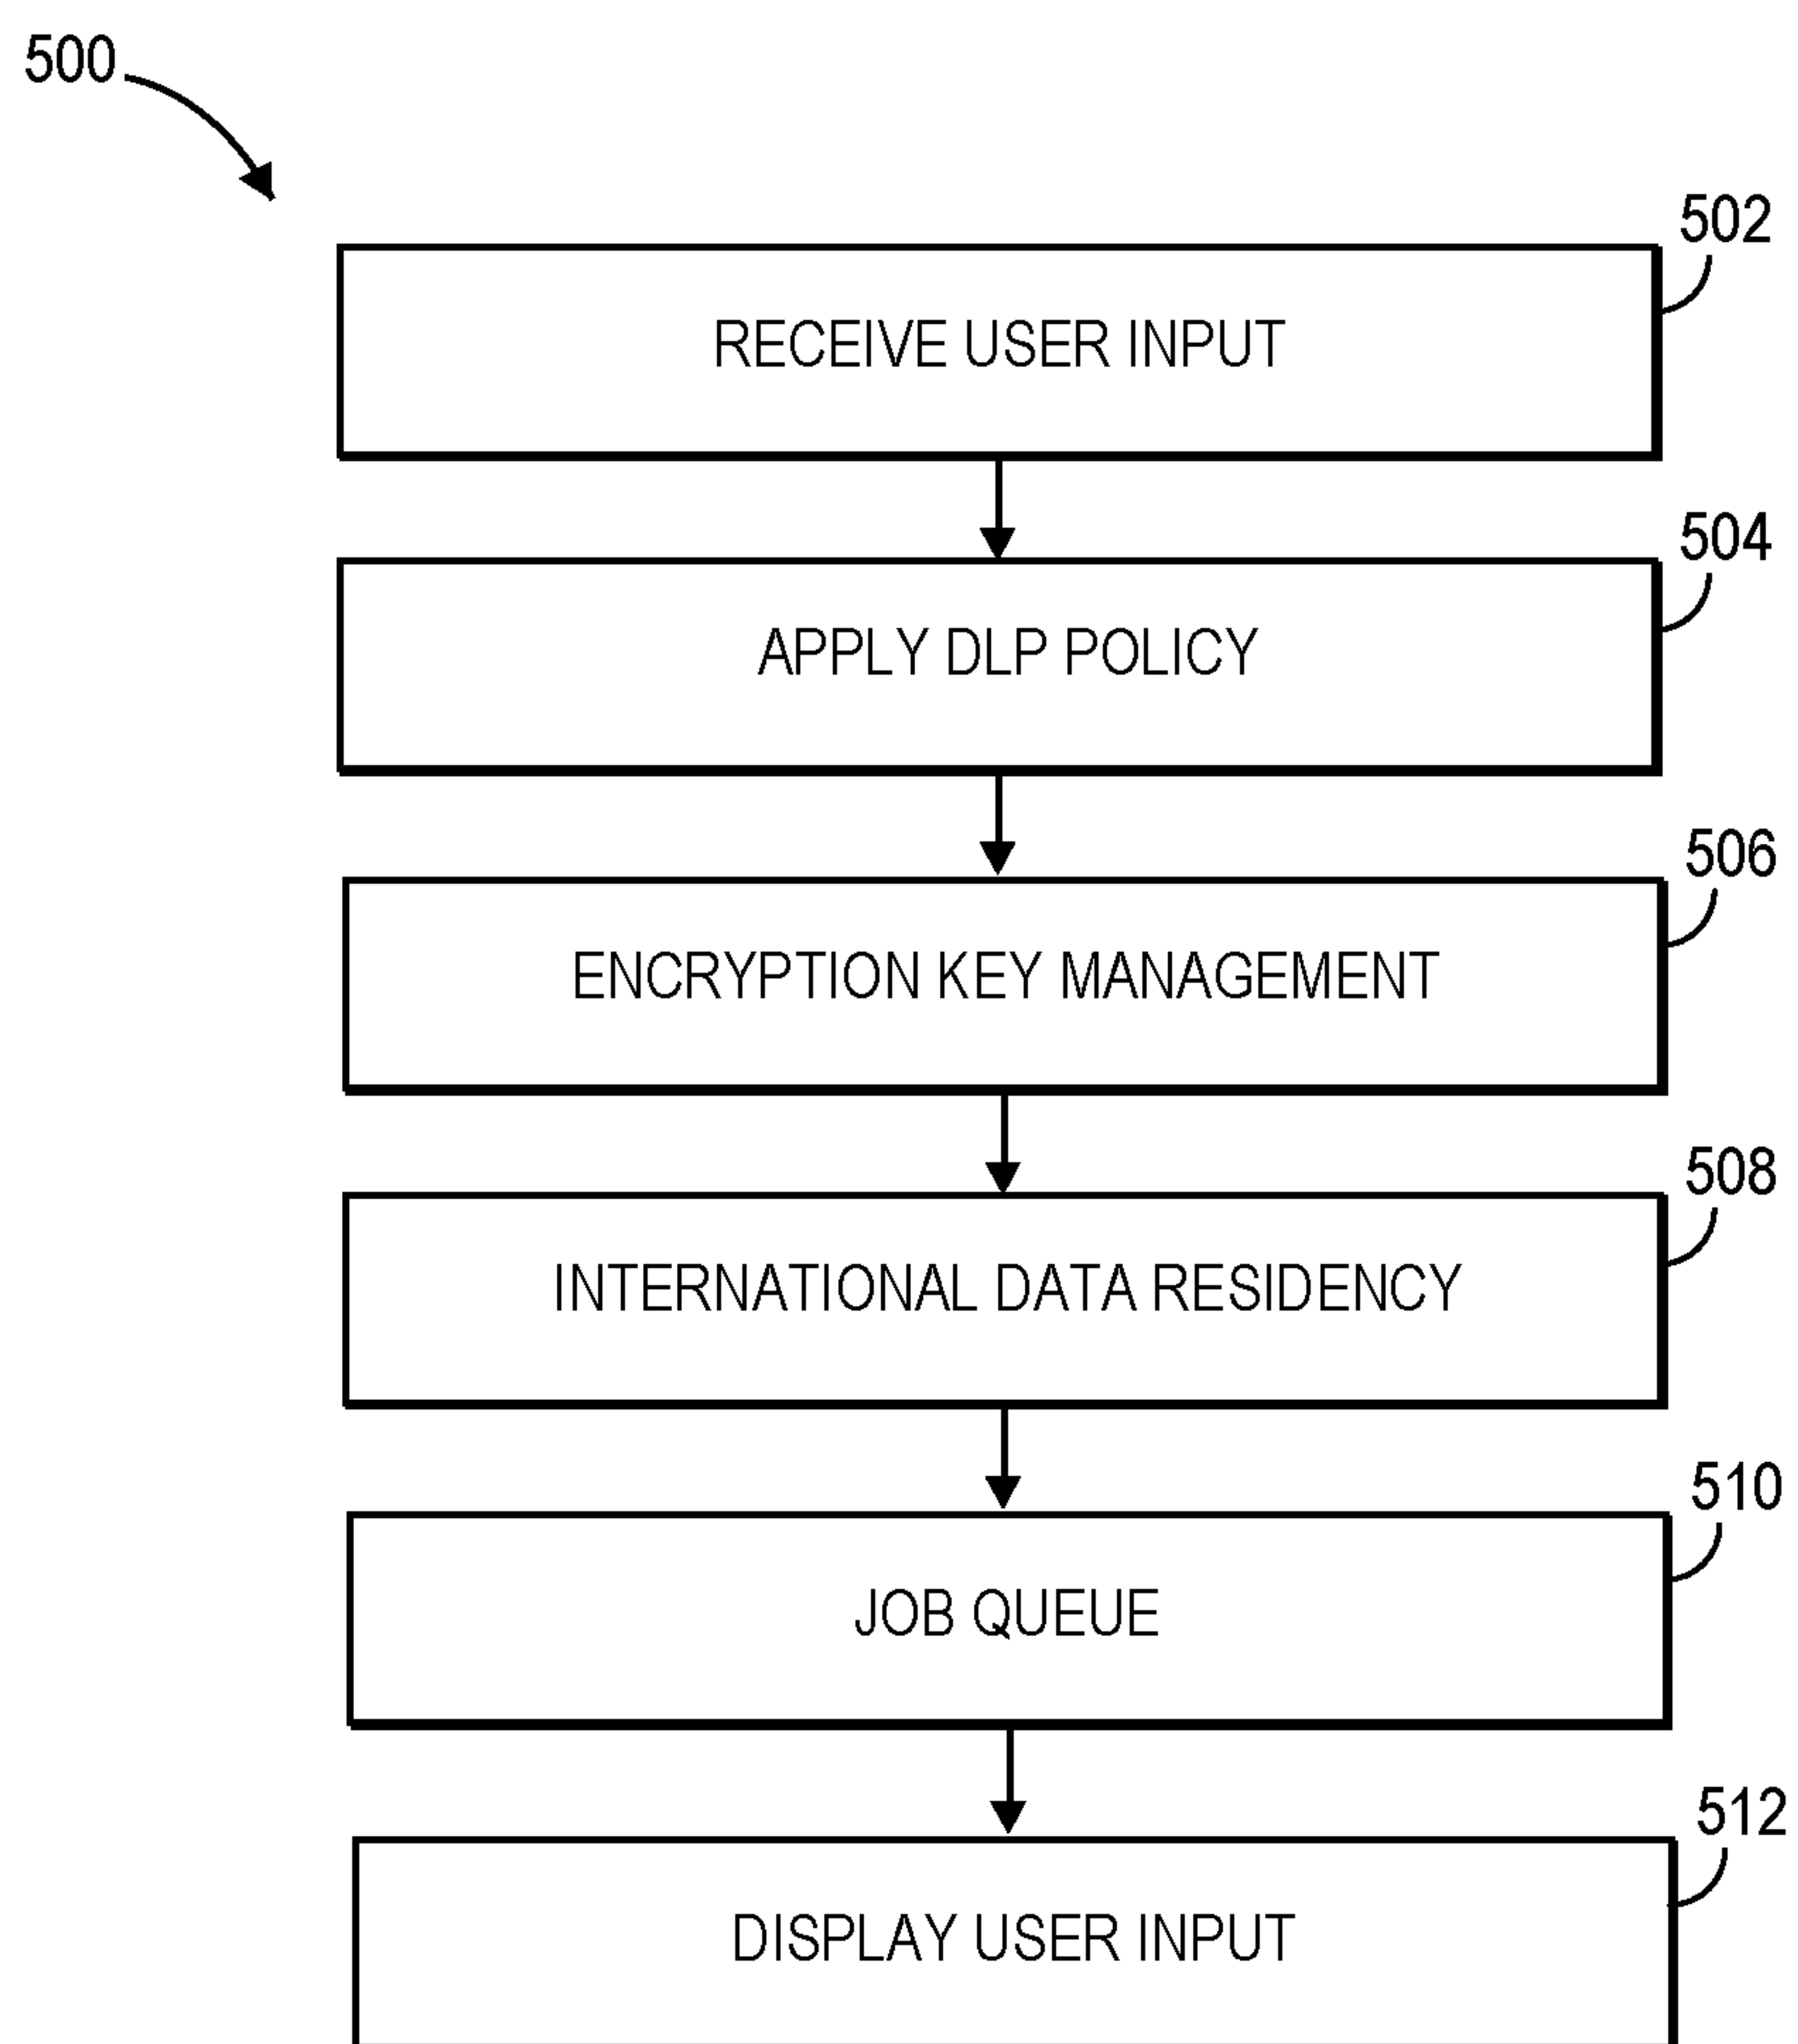 500
502
RECEIVE USER INPUT
504
APPLY DLP POLICY
506
ENCRYPTION KEY MANAGEMENT
508
INTERNATIONAL DATA RESIDENCY
510
JOB QUEUE
512
DISPLAY USER INPUT